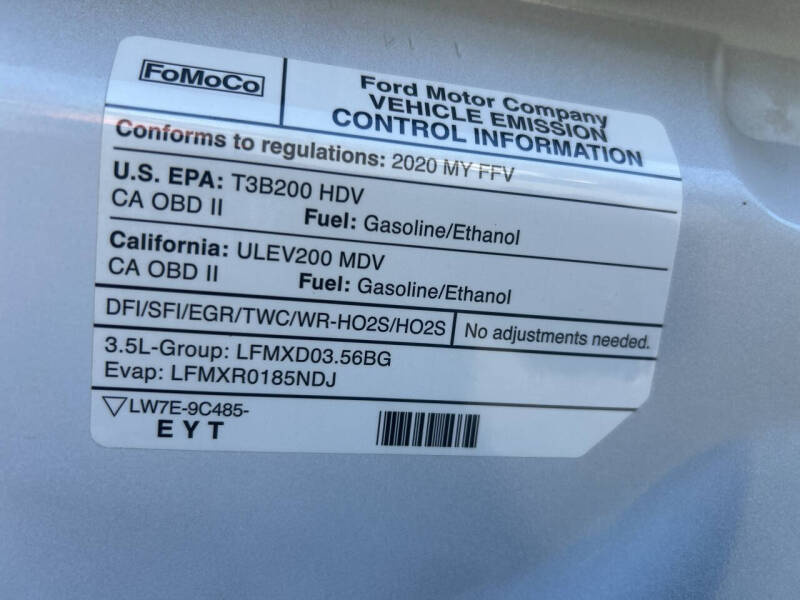 FoMoCo
Ford Motor Company
VEHICLE EMISSION
CONTROL INFORMATION
Conforms to regulations: 2020 MY FFV
U.S. EPA: T3B200 HDV
CA OBD II Fuel: Gasoline/Ethanol
California: ULEV200 MDV
CA OBD II Fuel: Gasoline/Ethanol
DFI/SFI/EGR/TWC/WR-HO2S/HO2S No adjustments needed.
3.5L-Group: LFMXD03.56BG
Evap: LFMXR0185NDJ
LW7E-9C485-
EYT